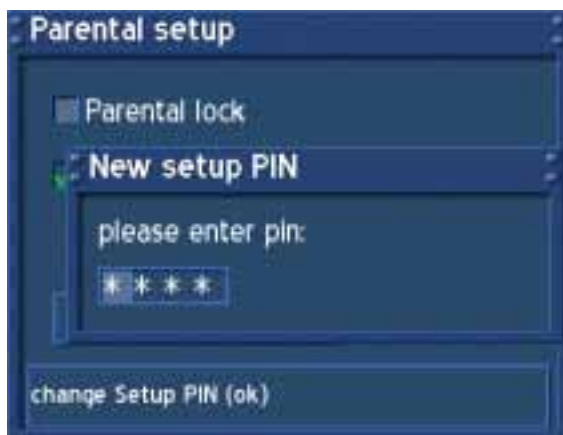 Parental setup
Parental lock
New setup PIN
please enter pin:
* * * *
change Setup PIN (ok)